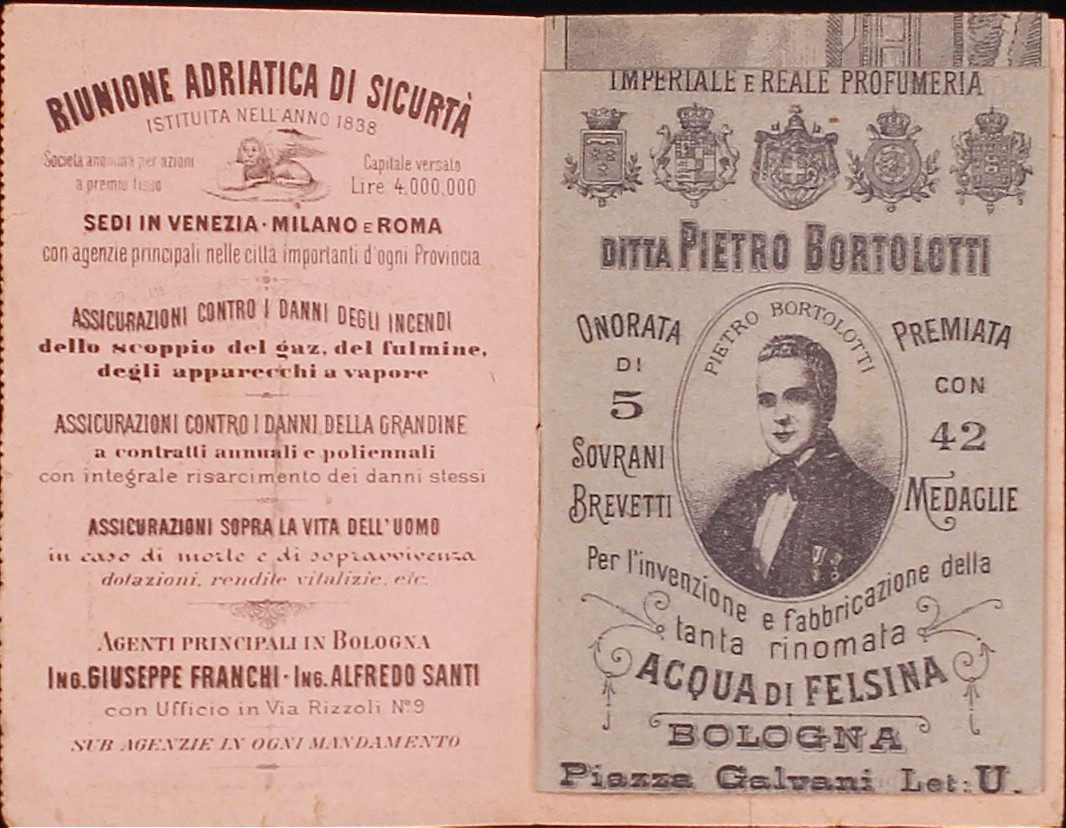 RIUNIONE ADRIATICA DI SICURTÀ
ISTITUITA NELL'ANNO 1838
Società anonima per azioni
a premio fisso
Capitale versato
Lire 4.000.000
SEDI IN VENEZIA · MILANO E ROMA
con agenzie principali nelle città importanti d'ogni Provincia
ASSICURAZIONI CONTRO I DANNI DEGLI INCENDI
dello scoppio del gaz, del fulmine,
degli apparecchi a vapore
ASSICURAZIONI CONTRO I DANNI DELLA GRANDINE
a contratti annuali e poliennali
con integrale risarcimento dei danni stessi
ASSICURAZIONI SOPRA LA VITA DELL'UOMO
in caso di morte e di sopravvivenza
dotazioni, rendite vitalizie, etc.
AGENTI PRINCIPALI IN BOLOGNA
ING. GIUSEPPE FRANCHI - ING. ALFREDO SANTI
con Ufficio in Via Rizzoli N° 9
SUB AGENZIE IN OGNI MANDAMENTO
IMPERIALE E REALE PROFUMERIA
DITTA PIETRO BORTOLOTTI
ONORATA
DI
5
SOVRANI
BREVETTI
PIETRO BORTOLOTTI
PREMIATA
CON
42
MEDAGLIE
Per l'invenzione e fabbricazione della
tanta rinomata
ACQUA DI FELSINA
BOLOGNA
Piazza Galvani Let: U.